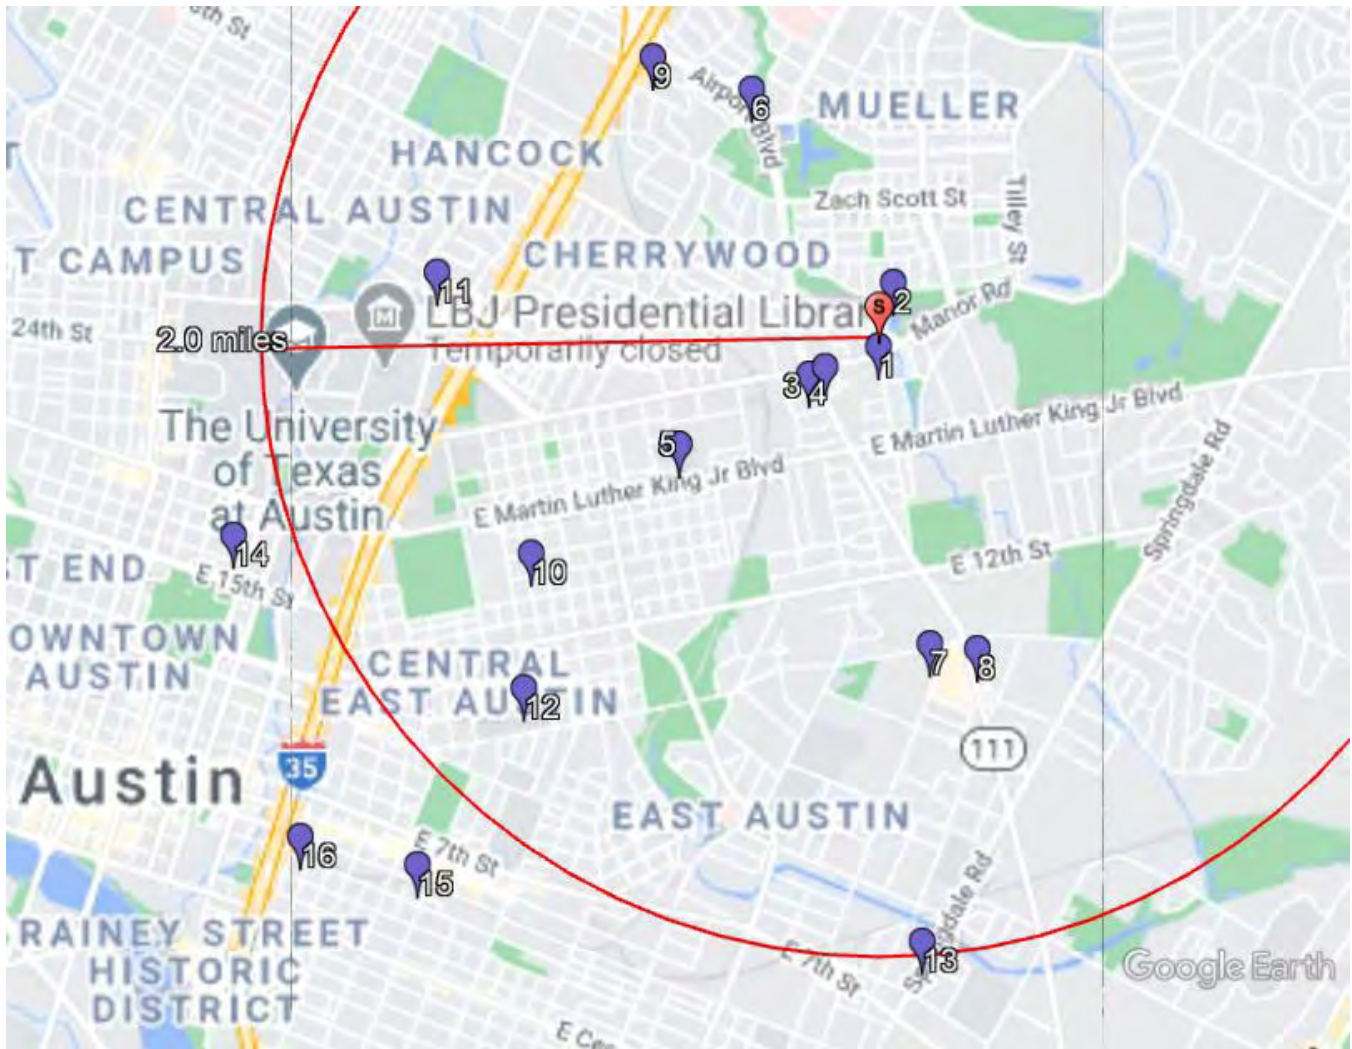 th St
9
Airport Blvd
6
MUELLER
HANCOCK
Zach Scott St
Tilley St
CENTRAL AUSTIN
T CAMPUS
CHERRYWOOD
11
2
S
LBJ Presidential Libra
Manor Rd
24th St
2.0 miles
Temporarily closed
1
3
4
The University
of Texas
at Austin
5
E Martin Luther King Jr Blvd
E Martin Luther King Jr Blvd
Springdale Rd
14
ST END
E 15th St
10
E 12th St
OWNTOWN
AUSTIN
CENTRAL
EAST AUSTIN
7
8
12
111
Austin
35
EAST AUSTIN
16
E 7th St
15
RAINEY STREET
HISTORIC
DISTRICT
E 7th St
13
Google Earth